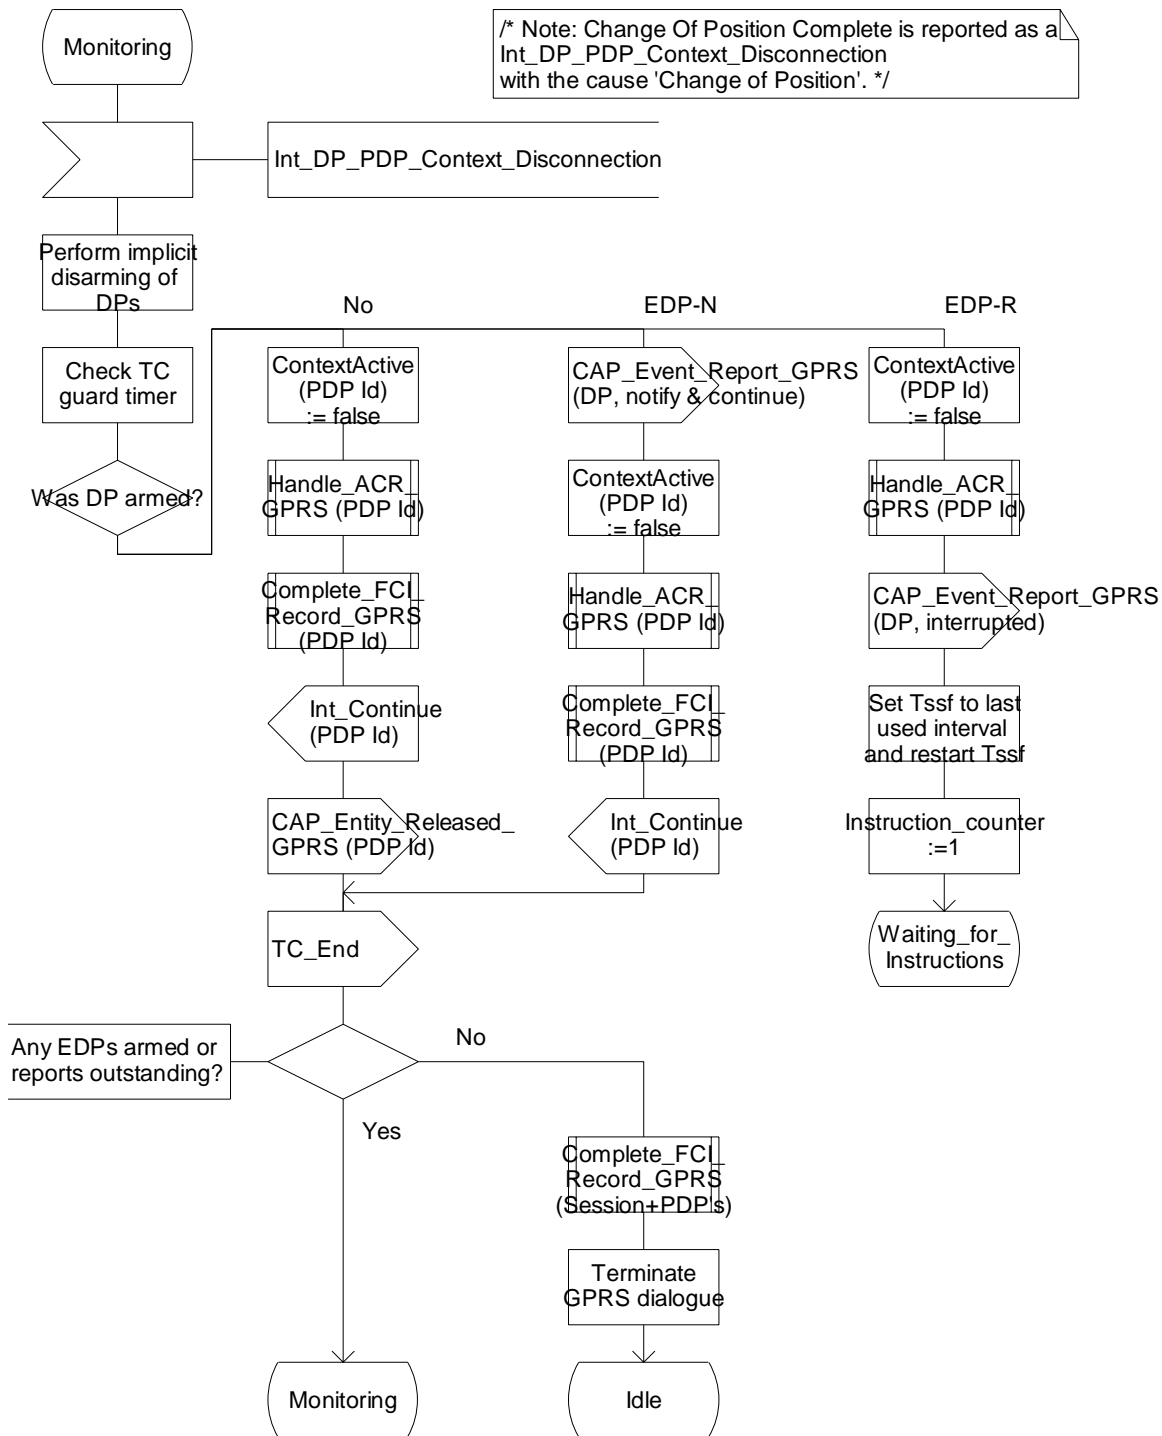 Monitoring
/* Note: Change Of Position Complete is reported as a
Int_DP_PDP_Context_Disconnection
with the cause 'Change of Position'. */
Int_DP_PDP_Context_Disconnection
Perform implicit
disarming of
DPs
Check TC
guard timer
Was DP armed?
No
EDP-N
EDP-R
ContextActive
(PDP Id)
:= false
Handle_ACR_
GPRS (PDP Id)
Complete_FCI_
Record_GPRS
(PDP Id)
Int_Continue
(PDP Id)
CAP_Entity_Released_
GPRS (PDP Id)
CAP_Event_Report_GPRS
(DP, notify & continue)
ContextActive
(PDP Id)
:= false
Handle_ACR_
GPRS (PDP Id)
Complete_FCI_
Record_GPRS
(PDP Id)
Int_Continue
(PDP Id)
ContextActive
(PDP Id)
:= false
Handle_ACR_
GPRS (PDP Id)
CAP_Event_Report_GPRS
(DP, interrupted)
Set Tssf to last
used interval
and restart Tssf
Instruction_counter
:=1
Waiting_for_
Instructions
TC_End
Any EDPs armed or
reports outstanding?
No
Yes
Complete_FCI_
Record_GPRS
(Session+PDP's)
Terminate
GPRS dialogue
Monitoring
Idle